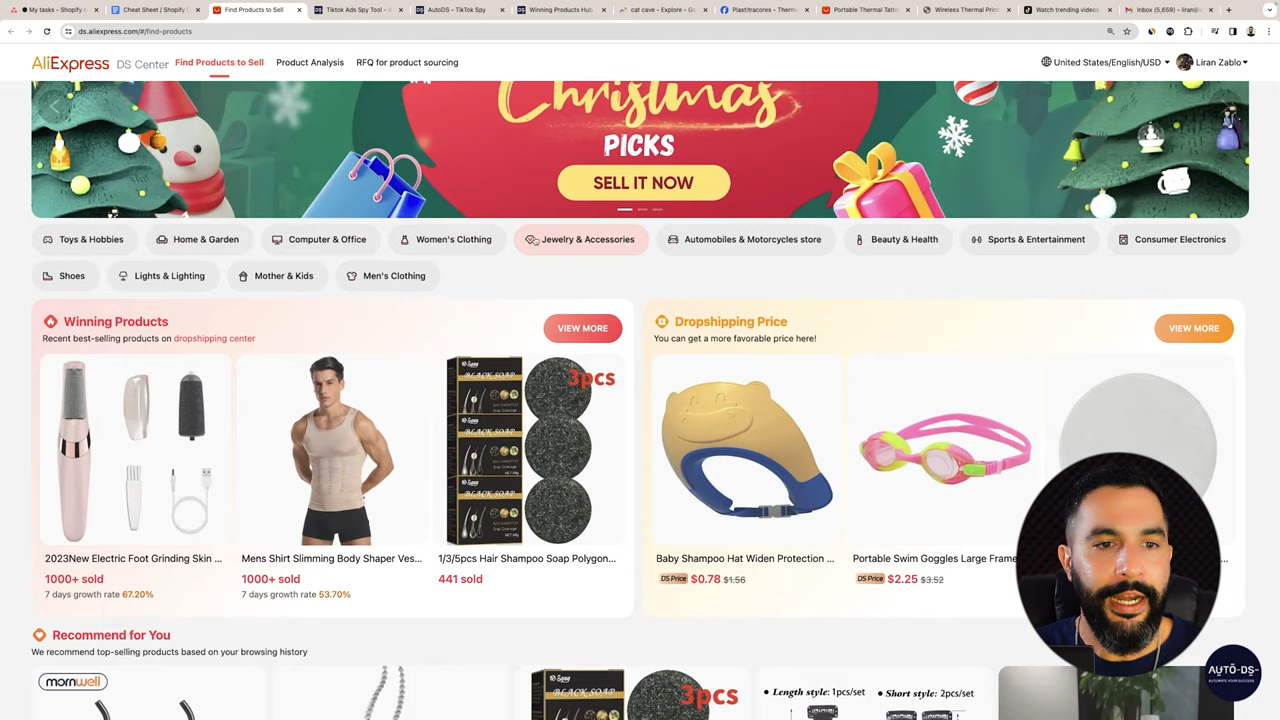 My tasks - Shopify
Cheat Sheet / Shopify
Find Products to Sell
Tiktok Ads Spy Tool - A
AutoDS - TikTok Spy
Winning Products Hub
cat cave - Explore - Go
Plastitracores – Therm
Portable Thermal Tatt
Wireless Thermal Print
Watch trending videos
Inbox (5,659) - liran@
ds.aliexpress.com/#/find-products
AliExpress DS Center
Find Products to Sell
Product Analysis
RFQ for product sourcing
United States/English/USD
Liran Zablo
Christmas
PICKS
SELL IT NOW
Toys & Hobbies
Home & Garden
Computer & Office
Women's Clothing
Jewelry & Accessories
Automobiles & Motorcycles store
Beauty & Health
Sports & Entertainment
Consumer Electronics
Shoes
Lights & Lighting
Mother & Kids
Men's Clothing
Winning Products
Recent best-selling products on dropshipping center
VIEW MORE
Dropshipping Price
You can get a more favorable price here!
VIEW MORE
BLACK SOAP
3pcs
2023New Electric Foot Grinding Skin ...
1000+ sold
7 days growth rate 67.20%
Mens Shirt Slimming Body Shaper Ves...
1000+ sold
7 days growth rate 53.70%
1/3/5pcs Hair Shampoo Soap Polygon...
441 sold
Baby Shampoo Hat Widen Protection ...
DS Price $0.78 $1.56
Portable Swim Goggles Large Frame
DS Price $2.25 $3.52
Recommend for You
We recommend top-selling products based on your browsing history
mornwell
BLACK SOAP
3pcs
• Length style: 1pcs/set
• Short style: 2pcs/set
AUTO-DS
AUTOMATE YOUR SUCCESS